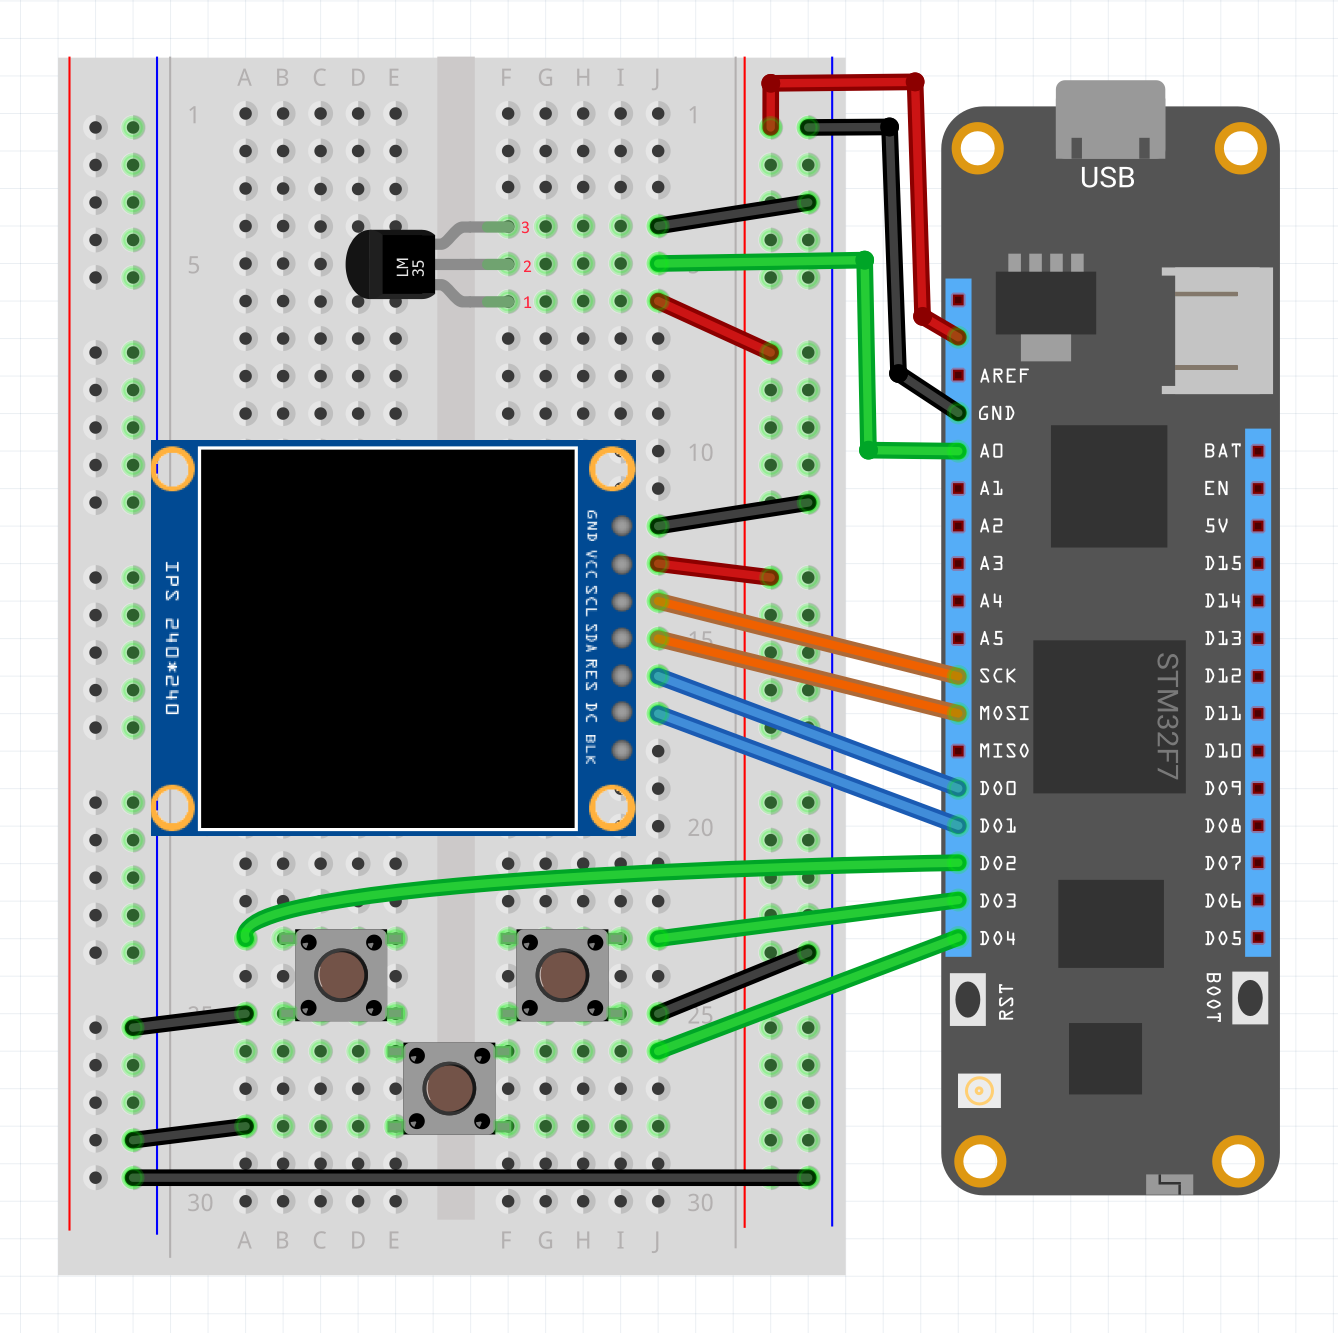 A B C D E F G H I J
1 1
USB
3
5 2
LM
35
1
AREF
GND
10 A0 BAT
A1 EN
GND A2 5V
VCC A3 D15
SCL A4 D14
SDA 15 A5 D13
RES SCK D12
DC MOSI D11
BLK MISO D10
IPS 240*240
STM32F7
D00 D09
20 D01 D08
D02 D07
D03 D06
D04 D05
RST BOOT
25 25
30 30
A B C D E F G H I J